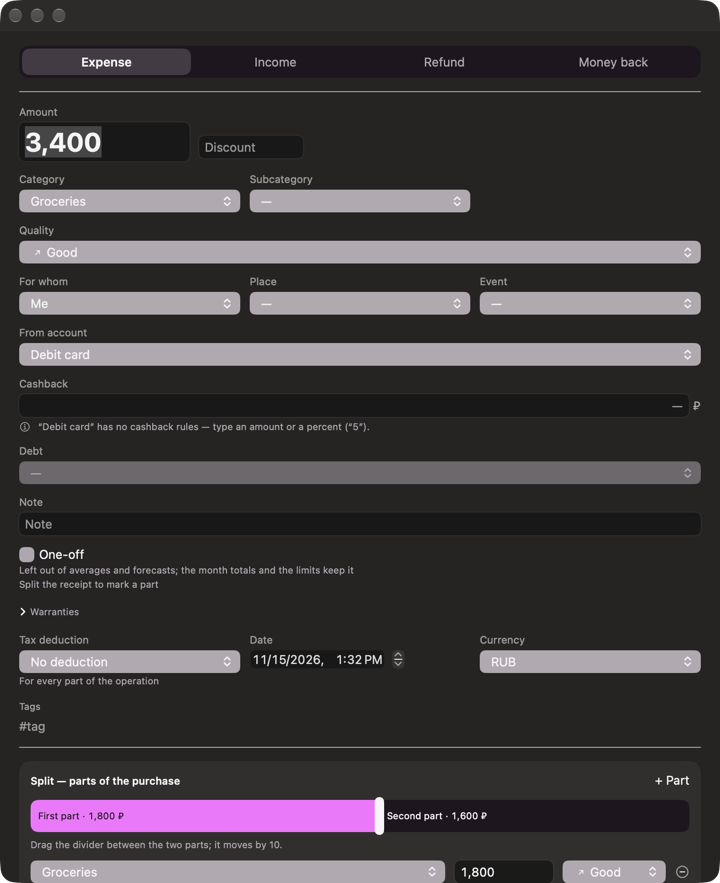 Expense Income Refund Money back
Amount
3,400 Discount
Category Subcategory
Groceries —
Quality
↗ Good
For whom Place Event
Me — —
From account
Debit card
Cashback
— ₽
ⓘ "Debit card" has no cashback rules — type an amount or a percent ("5").
Debt
—
Note
Note
One-off
Left out of averages and forecasts; the month totals and the limits keep it
Split the receipt to mark a part
Warranties
Tax deduction Date Currency
No deduction 11/15/2026, 1:32 PM RUB
For every part of the operation
Tags
#tag
Split — parts of the purchase + Part
First part · 1,800 ₽ Second part · 1,600 ₽
Drag the divider between the two parts; it moves by 10.
Groceries 1,800 ↗ Good